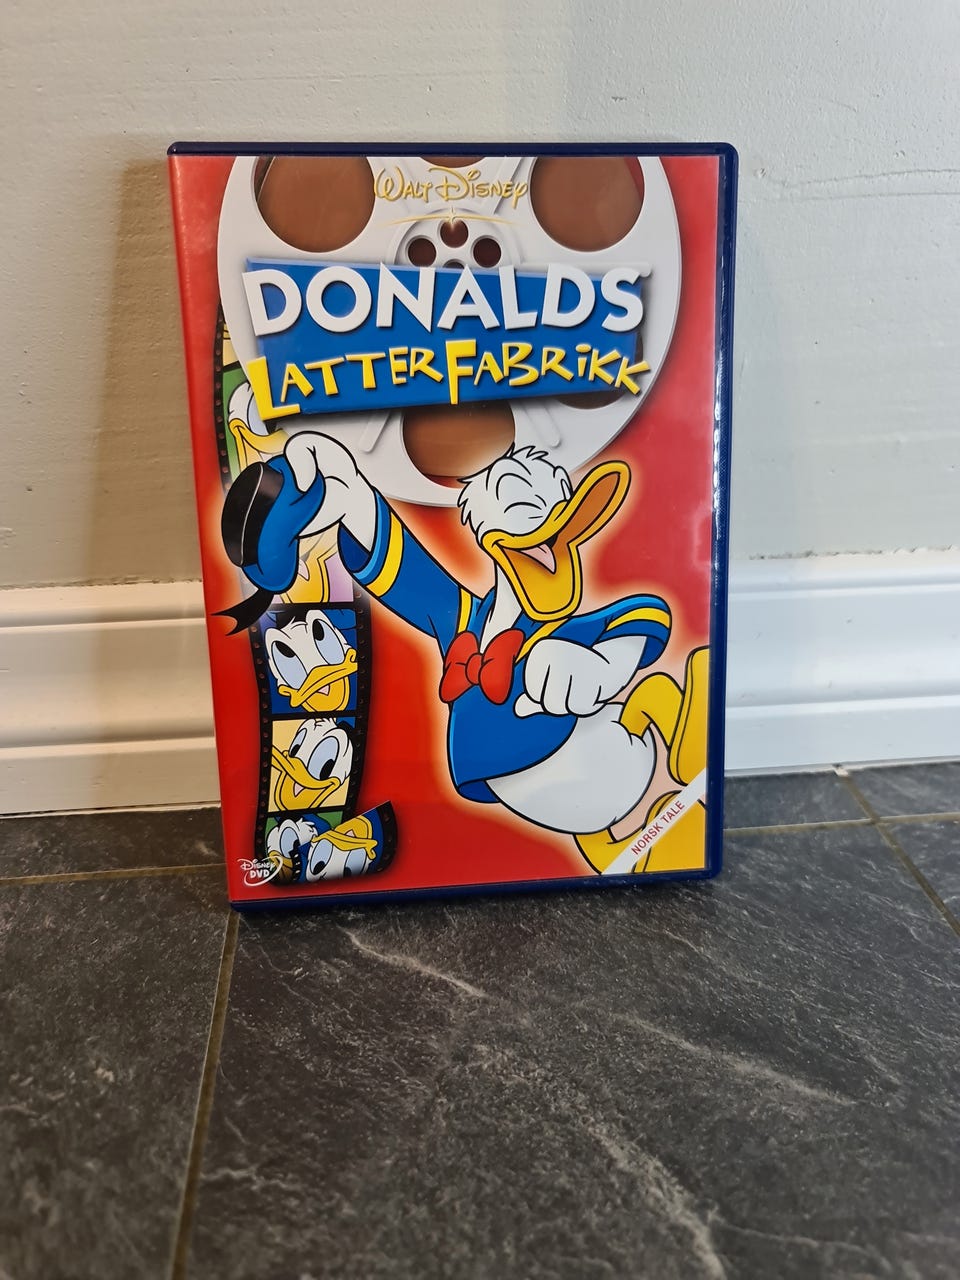 WALT DISNEY
DONALDS
LATTERFABRiKK
NORSK TALE
DISNEY
DVD